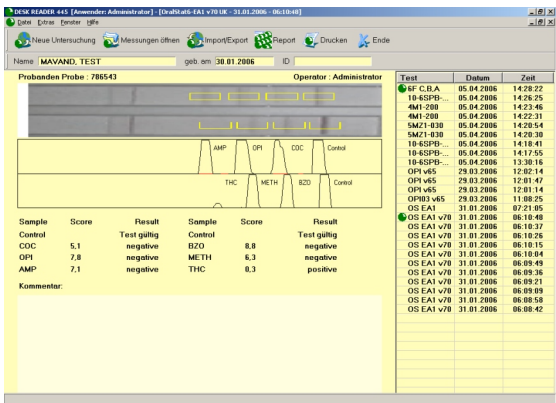 DESK READER 445 [Anwender: Administrator] - [OralStat6-EA1 v70 UK - 31.01.2006 - 06:10:48]
Datei Extras Fenster Hilfe
Neue Untersuchung Messungen öffnen Import/Export Report Drucken Ende
Name MAVAND, TEST geb. am 30.01.2006 ID
Probanden Probe : 786543 Operator : Administrator
AMP OPI COC Control
THC METH BZO Control
Sample Score Result Sample Score Result
Control Test gültig Control Test gültig
COC 5,1 negative BZO 8,8 negative
OPI 7,8 negative METH 6,3 negative
AMP 7,1 negative THC 0,3 positive
Kommentar:
Test Datum Zeit
6F C,B,A 05.04.2006 14:28:22
10-6SPB-... 05.04.2006 14:26:25
4M1-200 05.04.2006 14:23:46
4M1-200 05.04.2006 14:22:31
5MZ1-030 05.04.2006 14:20:54
5MZ1-030 05.04.2006 14:20:30
10-6SPB-... 05.04.2006 14:18:41
10-6SPB-... 05.04.2006 14:17:55
10-6SPB-... 05.04.2006 13:30:16
OPI v65 29.03.2006 12:02:14
OPI v65 29.03.2006 12:01:47
OPI v65 29.03.2006 12:01:14
OPI03 v65 29.03.2006 11:08:25
OS EA1 31.01.2006 07:21:05
OS EA1 v70 31.01.2006 06:10:48
OS EA1 v70 31.01.2006 06:10:37
OS EA1 v70 31.01.2006 06:10:26
OS EA1 v70 31.01.2006 06:10:15
OS EA1 v70 31.01.2006 06:10:04
OS EA1 v70 31.01.2006 06:09:49
OS EA1 v70 31.01.2006 06:09:36
OS EA1 v70 31.01.2006 06:09:21
OS EA1 v70 31.01.2006 06:09:09
OS EA1 v70 31.01.2006 06:08:58
OS EA1 v70 31.01.2006 06:08:42